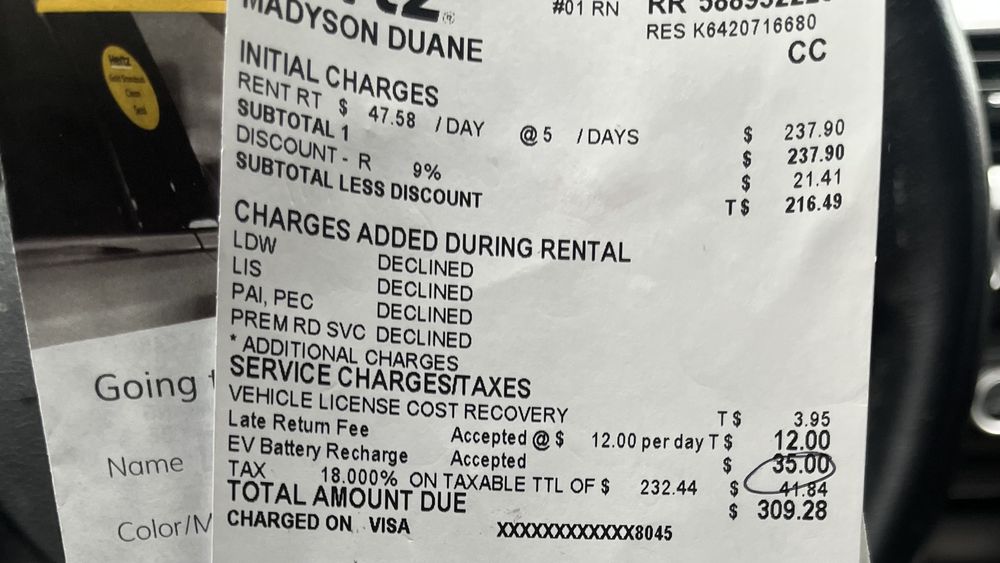 Hertz
#01 RN RR
MADYSON DUANE
RES K6420716680
CC
INITIAL CHARGES
RENT RT $ 47.58 /DAY @ 5 /DAYS $ 237.90
SUBTOTAL 1 $ 237.90
DISCOUNT - R 9% $ 21.41
SUBTOTAL LESS DISCOUNT T $ 216.49
CHARGES ADDED DURING RENTAL
LDW DECLINED
LIS DECLINED
PAI, PEC DECLINED
PREM RD SVC DECLINED
* ADDITIONAL CHARGES
SERVICE CHARGES/TAXES
VEHICLE LICENSE COST RECOVERY T $ 3.95
Late Return Fee Accepted @ $ 12.00 per day T $ 12.00
EV Battery Recharge Accepted $ 35.00
TAX 18.000% ON TAXABLE TTL OF $ 232.44 $ 41.84
TOTAL AMOUNT DUE $ 309.28
CHARGED ON VISA XXXXXXXXXXXX8045
Going
Name
Color/M